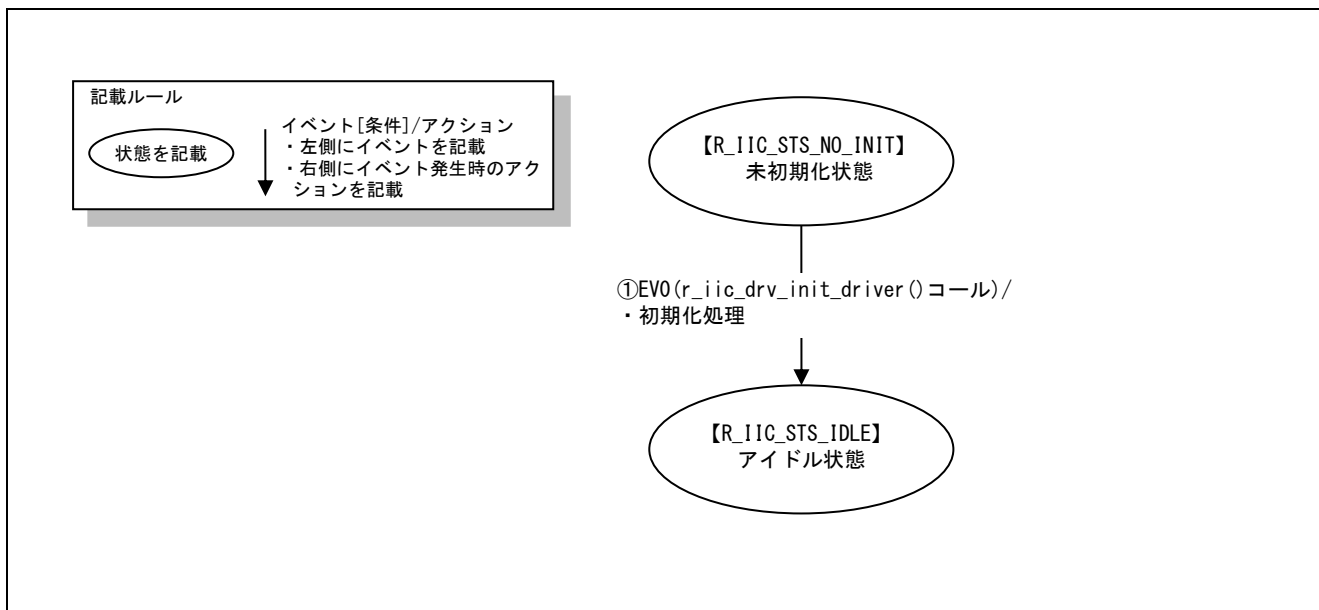 記載ルール
状態を記載
イベント[条件]/アクション
・左側にイベントを記載
・右側にイベント発生時のアク
ションを記載
【R_IIC_STS_NO_INIT】
未初期化状態
①EV0(r_iic_drv_init_driver()コール)/
・初期化処理
【R_IIC_STS_IDLE】
アイドル状態